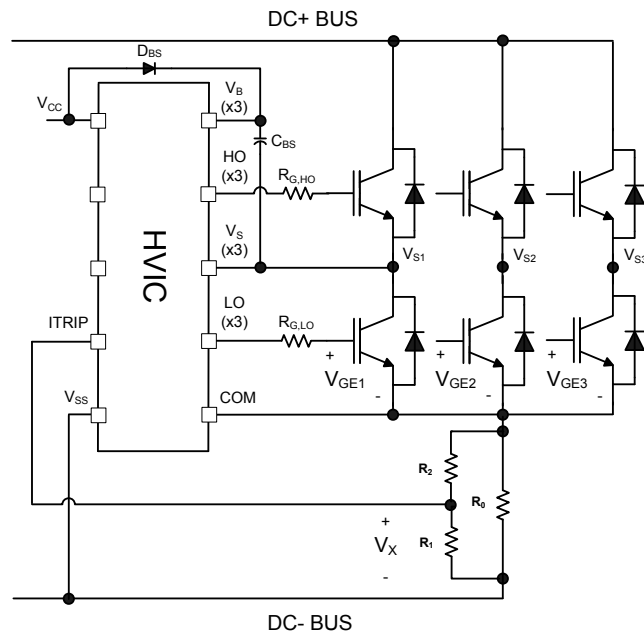 DC+ BUS
DBS
VCC
VB
(x3)
CBS
HO
(x3)
RG,HO
VS
(x3)
VS1
VS2
VS3
HVIC
LO
(x3)
RG,LO
ITRIP
+
VGE1
-
+
VGE2
-
+
VGE3
-
VSS
COM
R2
R0
+
VX
-
R1
DC- BUS